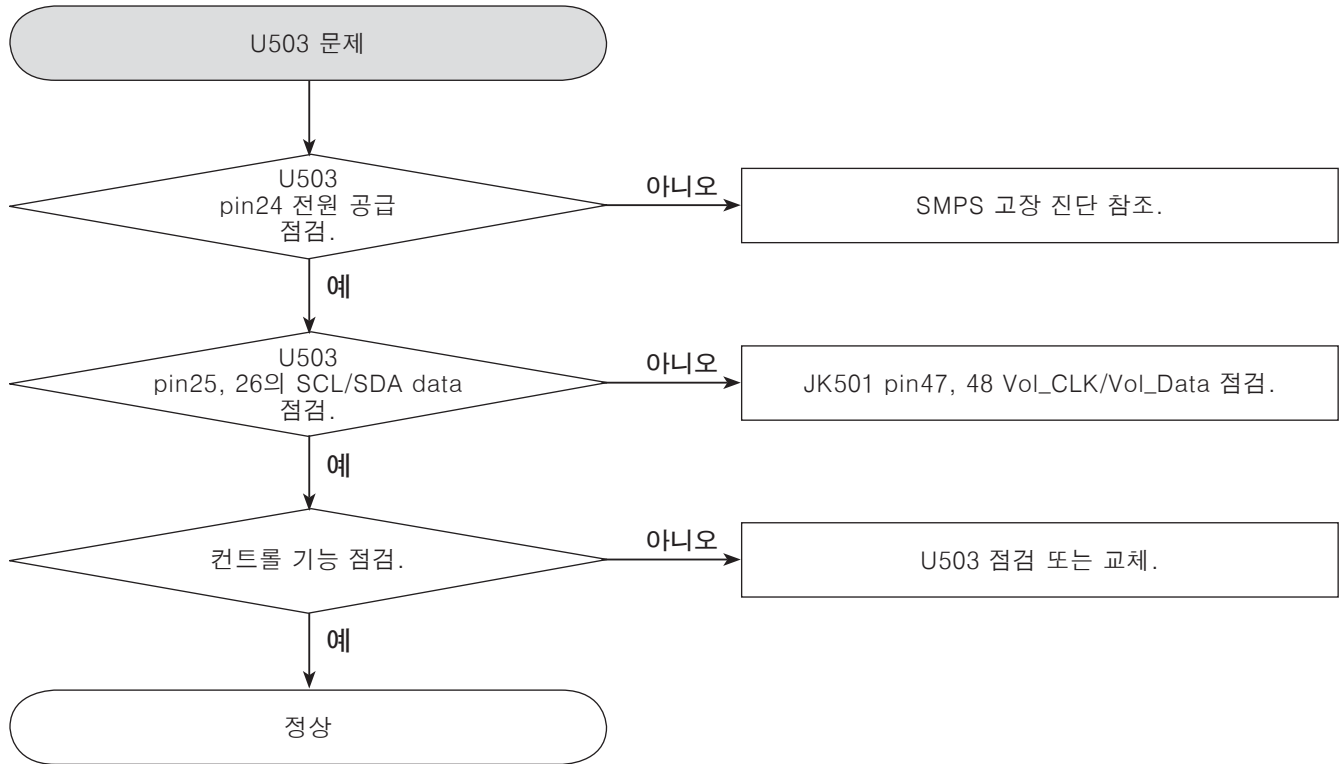 U503 문제
U503
pin24 전원 공급
점검.
아니오
SMPS 고장 진단 참조.
예
U503
pin25, 26의 SCL/SDA data
점검.
아니오
JK501 pin47, 48 Vol_CLK/Vol_Data 점검.
예
컨트롤 기능 점검.
아니오
U503 점검 또는 교체.
예
정상